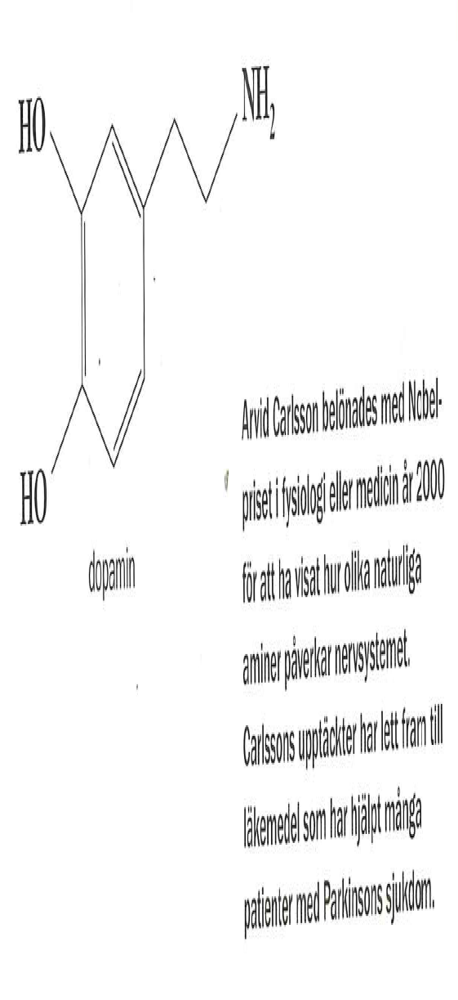 HO
NH2
HO
dopamin
Arvid Carlsson belönades med Nobel-
priset i fysiologi eller medicin år 2000
för att ha visat hur olika naturliga
aminer påverkar nervsystemet.
Carlssons upptäckter har lett fram till
läkemedel som har hjälpt många
patienter med Parkinsons sjukdom.